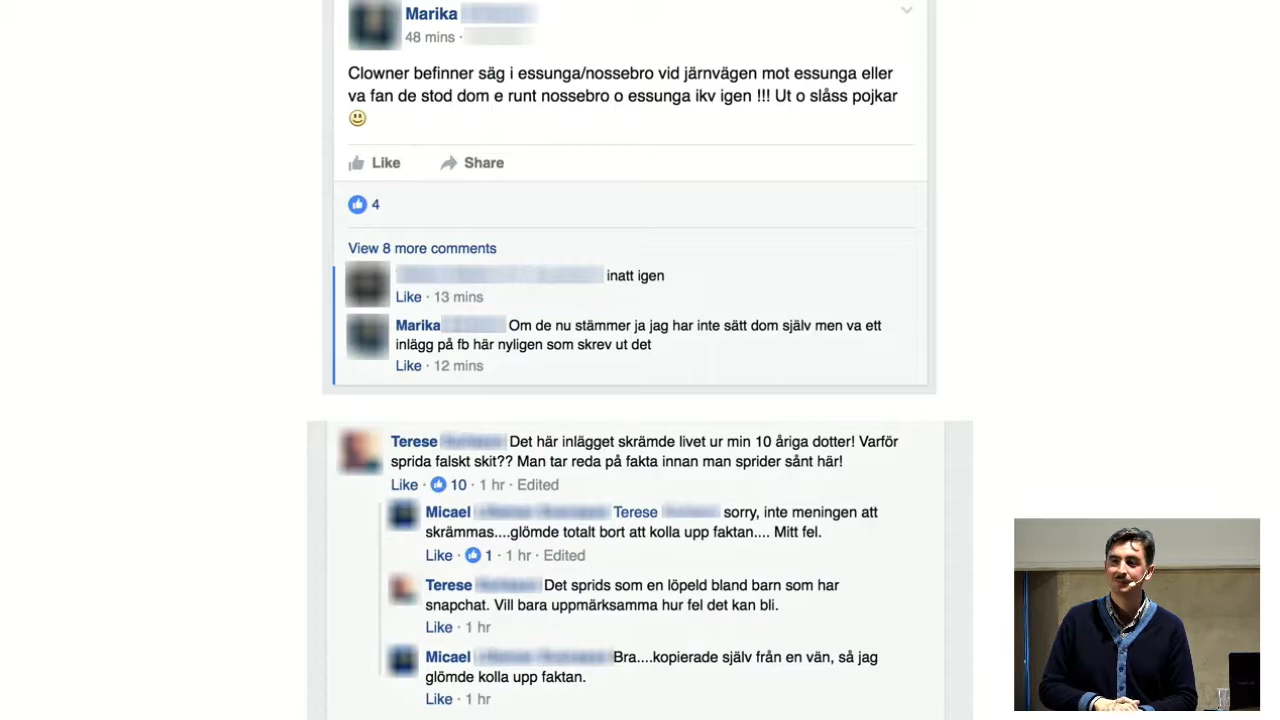 Marika
48 mins ·
Clowner befinner säg i essunga/nossebro vid järnvägen mot essunga eller
va fan de stod dom e runt nossebro o essunga ikv igen !!! Ut o slåss pojkar
Like Share
4
View 8 more comments
inatt igen
Like · 13 mins
Marika Om de nu stämmer ja jag har inte sätt dom själv men va ett
inlägg på fb här nyligen som skrev ut det
Like · 12 mins
Terese Det här inlägget skrämde livet ur min 10 åriga dotter! Varför
sprida falskt skit?? Man tar reda på fakta innan man sprider sånt här!
Like · 10 · 1 hr · Edited
Micael Terese sorry, inte meningen att
skrämmas....glömde totalt bort att kolla upp faktan.... Mitt fel.
Like · 1 · 1 hr · Edited
Terese Det sprids som en löpeld bland barn som har
snapchat. Vill bara uppmärksamma hur fel det kan bli.
Like · 1 hr
Micael Bra....kopierade själv från en vän, så jag
glömde kolla upp faktan.
Like · 1 hr